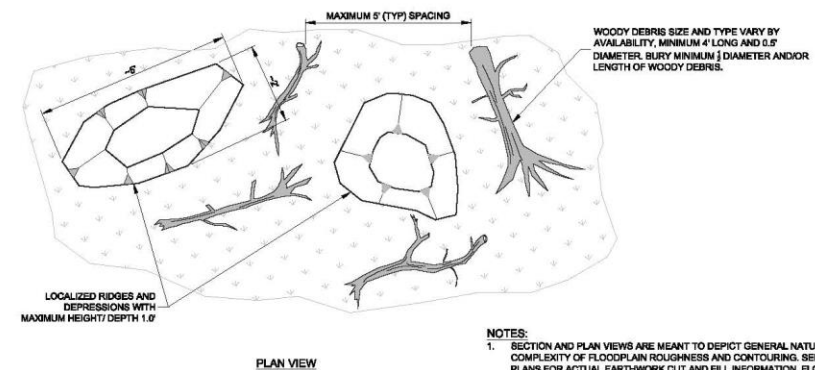 MAXIMUM 5' (TYP) SPACING
WOODY DEBRIS SIZE AND TYPE VARY BY
AVAILABILITY, MINIMUM 4' LONG AND 0.5'
DIAMETER. BURY MINIMUM DIAMETER AND/OR
LENGTH OF WOODY DEBRIS.
LOCALIZED RIDGES AND
DEPRESSIONS WITH
MAXIMUM HEIGHT/ DEPTH 1.0'
PLAN VIEW
NOTES:
1. SECTION AND PLAN VIEWS ARE MEANT TO DEPICT GENERAL
COMPLEXITY OF FLOODPLAIN ROUGHNESS AND CONTOURING.
PLANS FOR ACTUAL EARTHWORK CUT AND FILL INFORMATION.